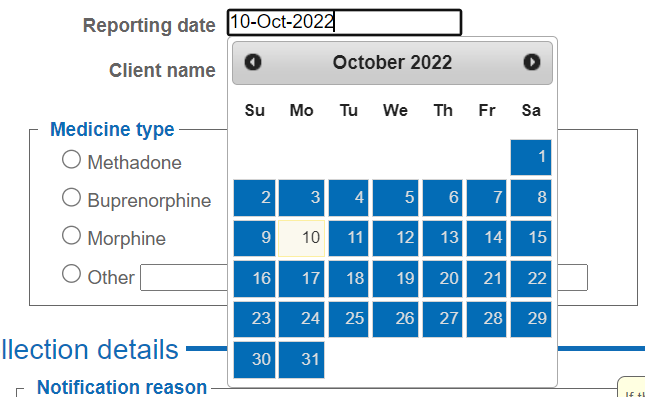 Reporting date 10-Oct-2022
Client name
October 2022
Su Mo Tu We Th Fr Sa
1
2 3 4 5 6 7 8
9 10 11 12 13 14 15
16 17 18 19 20 21 22
23 24 25 26 27 28 29
30 31
Medicine type
Methadone
Buprenorphine
Morphine
Other
llection details
Notification reason